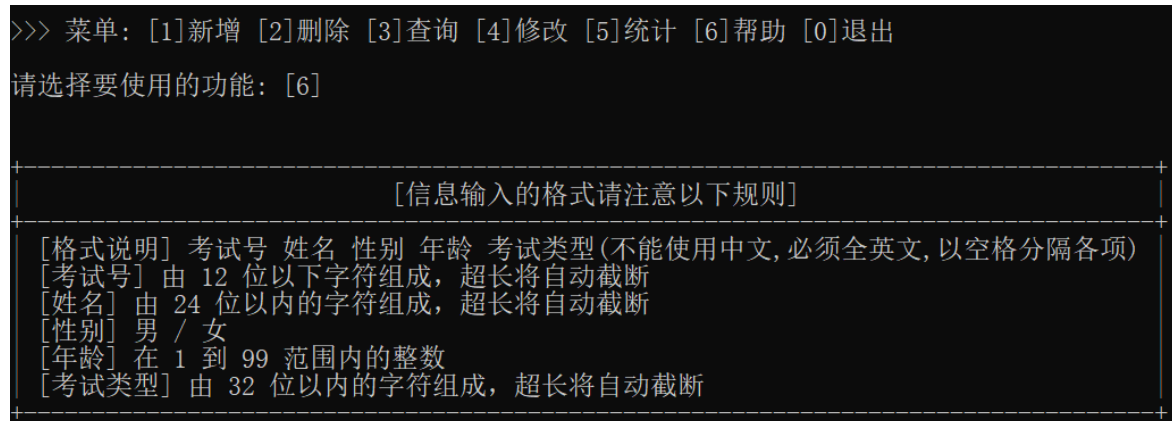 >>> 菜单: [1]新增 [2]删除 [3]查询 [4]修改 [5]统计 [6]帮助 [0]退出
请选择要使用的功能: [6]
[信息输入的格式请注意以下规则]
[格式说明] 考试号 姓名 性别 年龄 考试类型(不能使用中文,必须全英文,以空格分隔各项)
[考试号] 由 12 位以下字符组成，超长将自动截断
[姓名] 由 24 位以内的字符组成，超长将自动截断
[性别] 男 / 女
[年龄] 在 1 到 99 范围内的整数
[考试类型] 由 32 位以内的字符组成，超长将自动截断